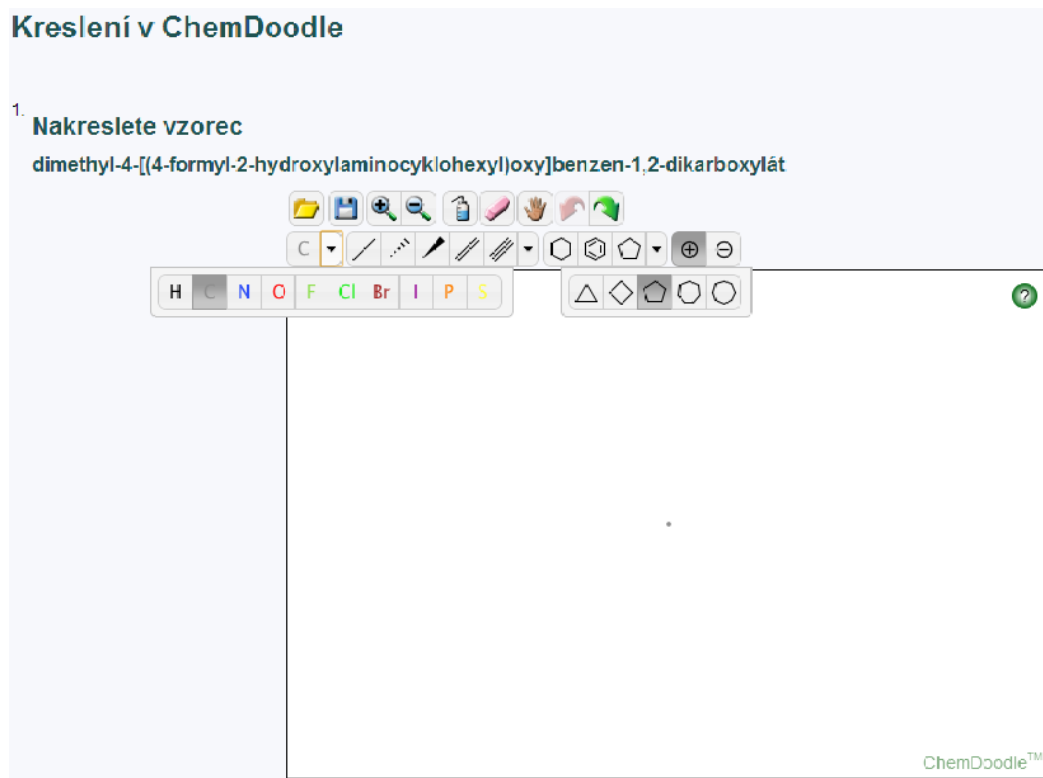 Kreslení v ChemDoodle
1.
Nakreslete vzorec
dimethyl-4-[(4-formyl-2-hydroxylaminocyklohexyl)oxy]benzen-1,2-dikarboxylát
C
H C N O F Cl Br I P S
?
ChemDoodle™